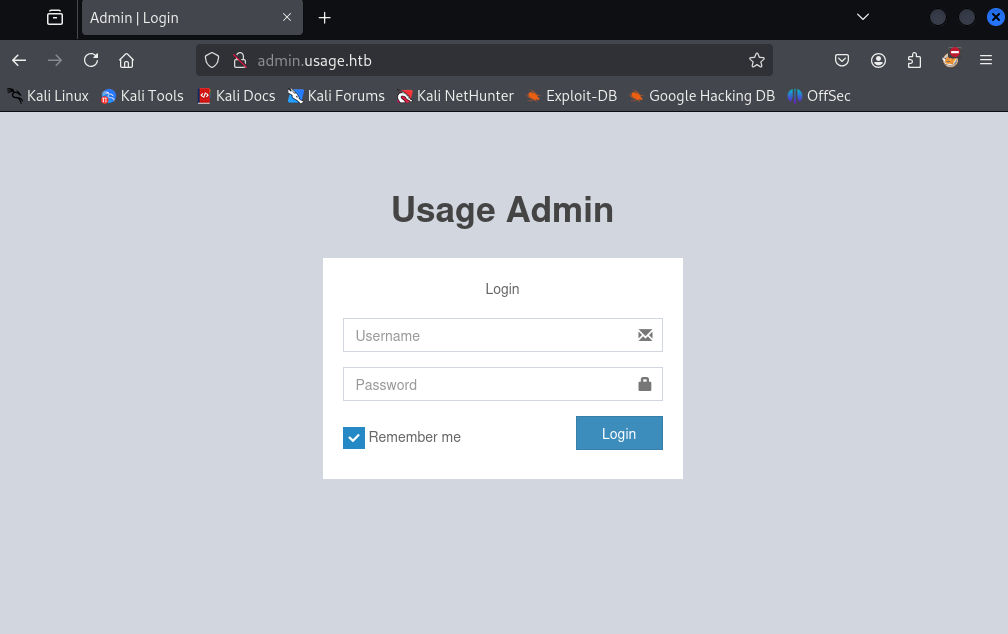 Admin | Login
admin.usage.htb
Kali Linux Kali Tools Kali Docs Kali Forums Kali NetHunter Exploit-DB Google Hacking DB OffSec
Usage Admin
Login
Username
Password
Remember me Login